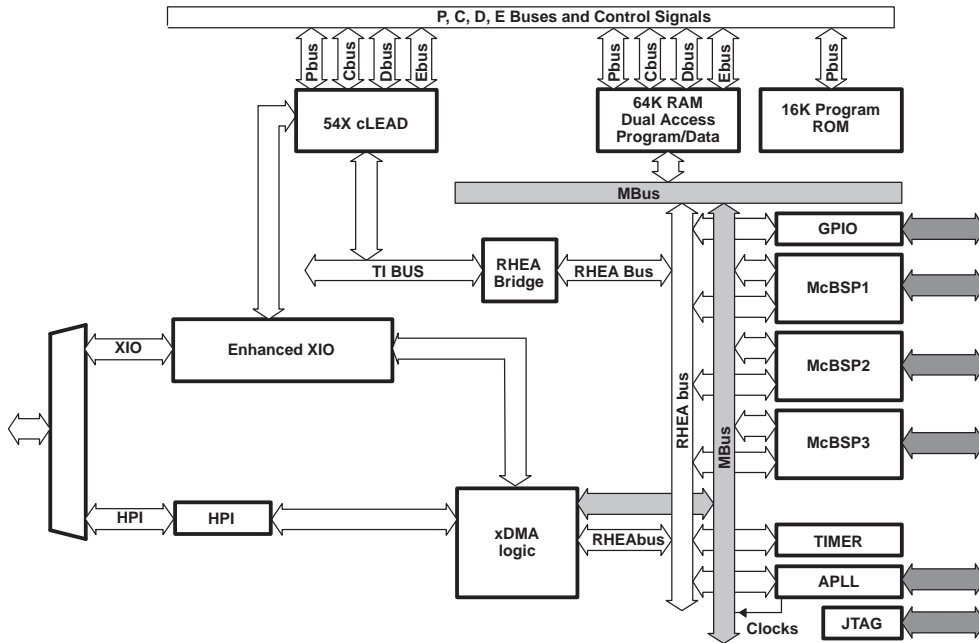 P, C, D, E Buses and Control Signals
Pbus
Cbus
Dbus
Ebus
Pbus
Cbus
Dbus
Ebus
Pbus
54X cLEAD
64K RAM
Dual Access
Program/Data
16K Program
ROM
MBus
GPIO
TI BUS
RHEA
Bridge
RHEA Bus
McBSP1
XIO
Enhanced XIO
McBSP2
RHEA bus
MBus
McBSP3
HPI
HPI
xDMA
logic
RHEAbus
TIMER
APLL
Clocks
JTAG